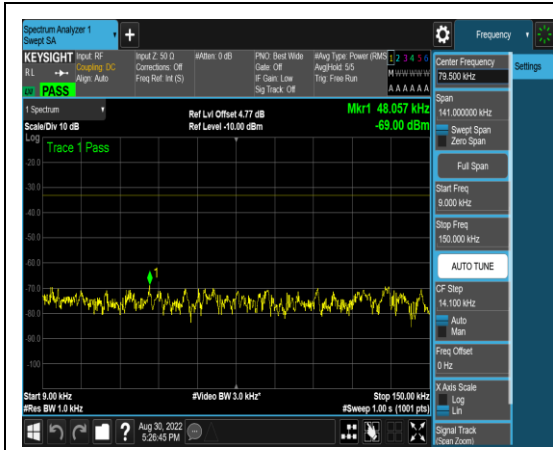 Spectrum Analyzer 1
Swept SA
Frequency
KEYSIGHT
R L
Input: RF
Coupling: DC
Align: Auto
Input Z: 50 Ω
Corrections: Off
Freq Ref: Int (S)
#Atten: 0 dB
PNO: Best Wide
Gate: Off
IF Gain: Low
Sig Track: Off
#Avg Type: Power (RMS
Avg|Hold: 5/5
Trig: Free Run
1 2 3 4 5 6
M W W W W W
A A A A A A
PASS
1 Spectrum
Scale/Div 10 dB
Ref Lvl Offset 4.77 dB
Ref Level -10.00 dBm
Mkr1 48.057 kHz
-69.00 dBm
Log
Trace 1 Pass
-20.0
-30.0
-40.0
-50.0
-60.0
-70.0
-80.0
-90.0
-100
1
Start 9.00 kHz
#Res BW 1.0 kHz
#Video BW 3.0 kHz*
Stop 150.00 kHz
#Sweep 1.00 s (1001 pts)
Aug 30, 2022
5:26:45 PM
Center Frequency
79.500 kHz
Settings
Span
141.000000 kHz
Swept Span
Zero Span
Full Span
Start Freq
9.000 kHz
Stop Freq
150.000 kHz
AUTO TUNE
CF Step
14.100 kHz
Auto
Man
Freq Offset
0 Hz
X Axis Scale
Log
Lin
Signal Track
(Span Zoom)